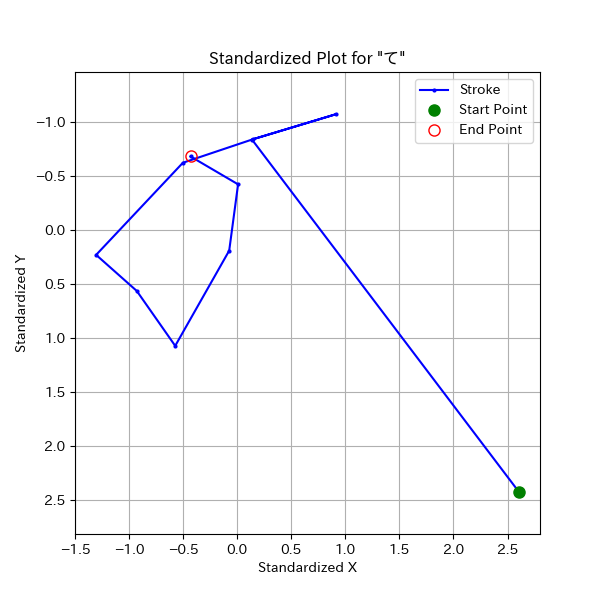 Standardized Plot for "て"
Stroke
Start Point
End Point
−1.0
−0.5
0.0
0.5
1.0
1.5
2.0
2.5
Standardized Y
−1.5 −1.0 −0.5 0.0 0.5 1.0 1.5 2.0 2.5
Standardized X